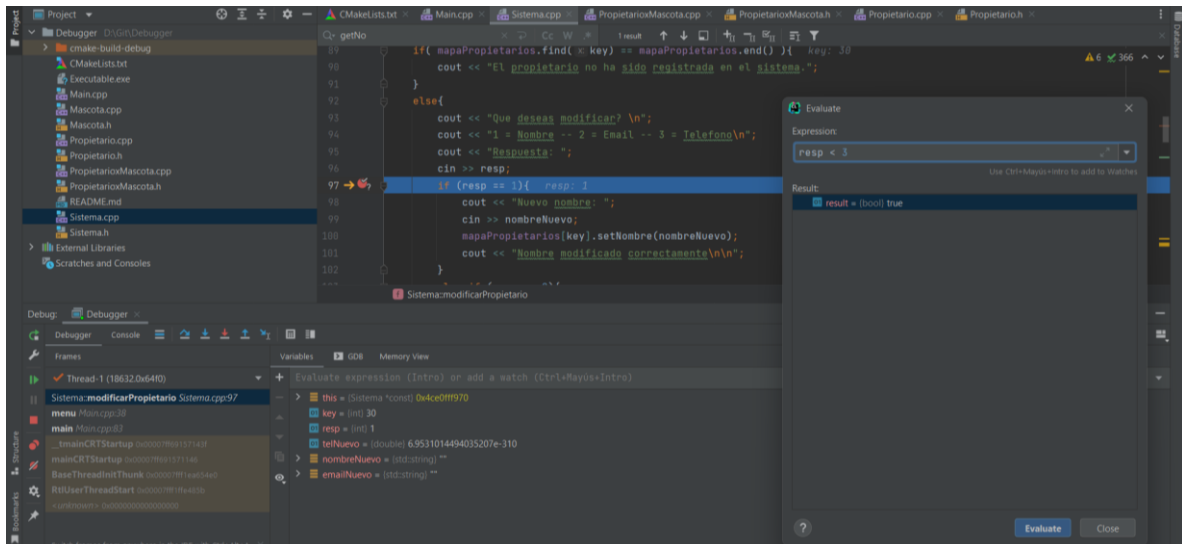 Project
CMakeLists.txt
Main.cpp
Sistema.cpp
PropietarioxMascota.cpp
PropietarioxMascota.h
Propietario.cpp
Propietario.h
Project
Bookmarks
Structure
Database
Debugger D:\Git\Debugger
cmake-build-debug
CMakeLists.txt
Executable.exe
Main.cpp
Mascota.cpp
Mascota.h
Propietario.cpp
Propietario.h
PropietarioxMascota.cpp
PropietarioxMascota.h
README.md
Sistema.cpp
Sistema.h
External Libraries
Scratches and Consoles
getNo
Cc W .*
1 result
6 366
89 if( mapaPropietarios.find( x: key) == mapaPropietarios.end() ){ key: 30
90 cout << "El propietario no ha sido registrada en el sistema.";
91 }
92 else{
93 cout << "Que deseas modificar? \n";
94 cout << "1 = Nombre -- 2 = Email -- 3 = Telefono\n";
95 cout << "Respuesta: ";
96 cin >> resp;
97 if (resp == 1){ resp: 1
98 cout << "Nuevo nombre: ";
99 cin >> nombreNuevo;
100 mapaPropietarios[key].setNombre(nombreNuevo);
101 cout << "Nombre modificado correctamente\n\n";
102 }
Sistema::modificarPropietario
Evaluate
Expression:
resp < 3
Use Ctrl+Mayús+Intro to add to Watches
Result:
result = {bool} true
Evaluate
Close
Debug: Debugger
Debugger Console
Frames
Thread-1 (18632.0x64f0)
Sistema::modificarPropietario Sistema.cpp:97
menu Main.cpp:38
main Main.cpp:83
__tmainCRTStartup
mainCRTStartup
BaseThreadInitThunk
RtlUserThreadStart
<unknown> 0x0000000000000000
Variables GDB Memory View
Evaluate expression (Intro) or add a watch (Ctrl+Mayús+Intro)
this = {Sistema *const} 0x4ce0fff970
key = {int} 30
resp = {int} 1
telNuevo = {double} 6.9531014494035207e-310
nombreNuevo = {std::string} ""
emailNuevo = {std::string} ""